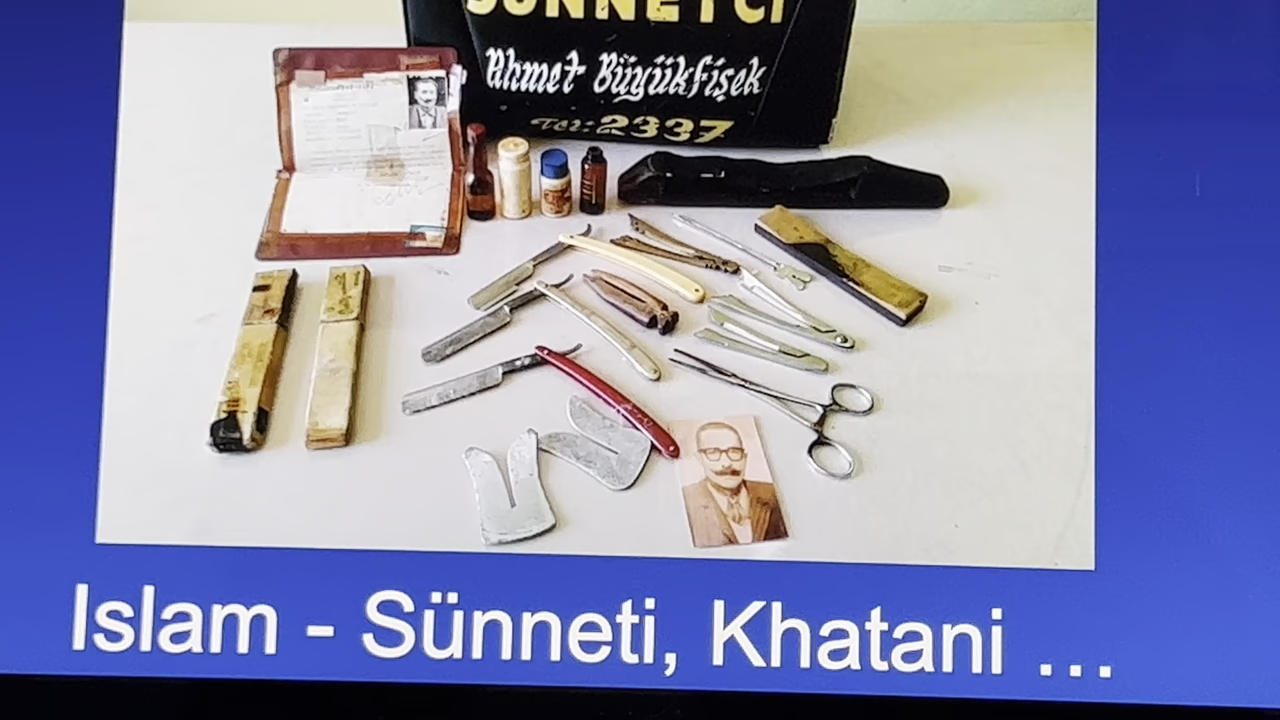 SÜNNETCİ
Ahmet Büyükfişek
Tel: 2337
Islam - Sünneti, Khatani ...